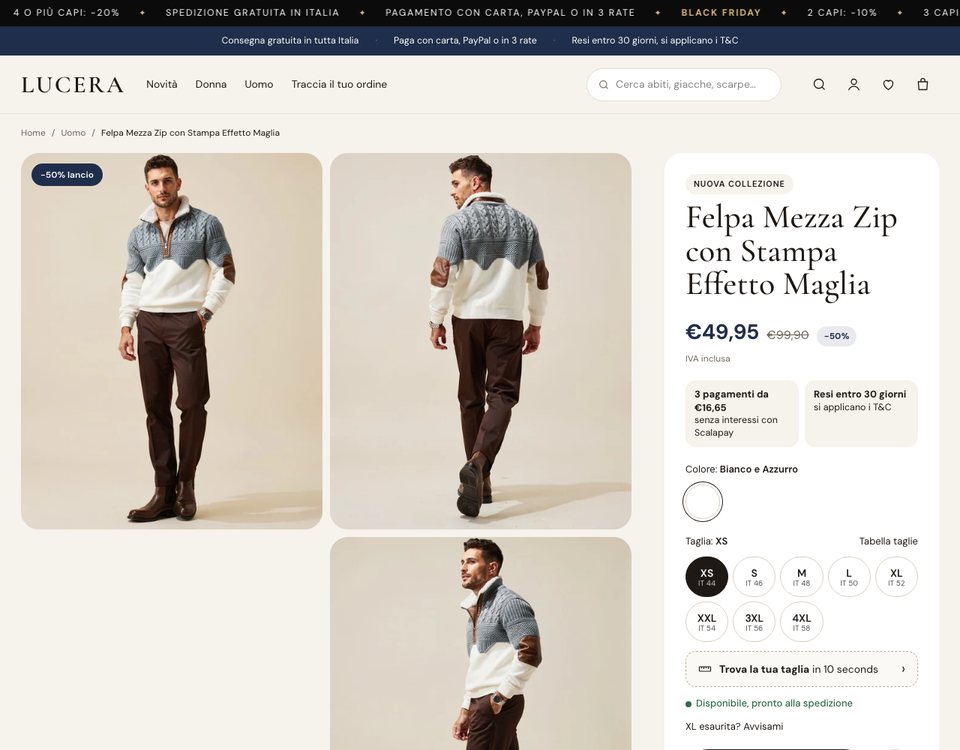 4 O PIÙ CAPI: −20% ✦ SPEDIZIONE GRATUITA IN ITALIA ✦ PAGAMENTO CON CARTA, PAYPAL O IN 3 RATE ✦ BLACK FRIDAY ✦ 2 CAPI: −10% ✦ 3 CAPI
Consegna gratuita in tutta Italia · Paga con carta, PayPal o in 3 rate · Resi entro 30 giorni, si applicano i T&C
LUCERA Novità Donna Uomo Traccia il tuo ordine Cerca abiti, giacche, scarpe...
Home / Uomo / Felpa Mezza Zip con Stampa Effetto Maglia
−50% lancio
NUOVA COLLEZIONE
Felpa Mezza Zip
con Stampa
Effetto Maglia
€49,95 €99,90 −50%
IVA inclusa
3 pagamenti da
€16,65
senza interessi con
Scalapay
Resi entro 30 giorni
si applicano i T&C
Colore: Bianco e Azzurro
Taglia: XS Tabella taglie
XS S M L XL
IT 44 IT 46 IT 48 IT 50 IT 52
XXL 3XL 4XL
IT 54 IT 56 IT 58
Trova la tua taglia in 10 seconds ›
Disponibile, pronto alla spedizione
XL esaurita? Avvisami